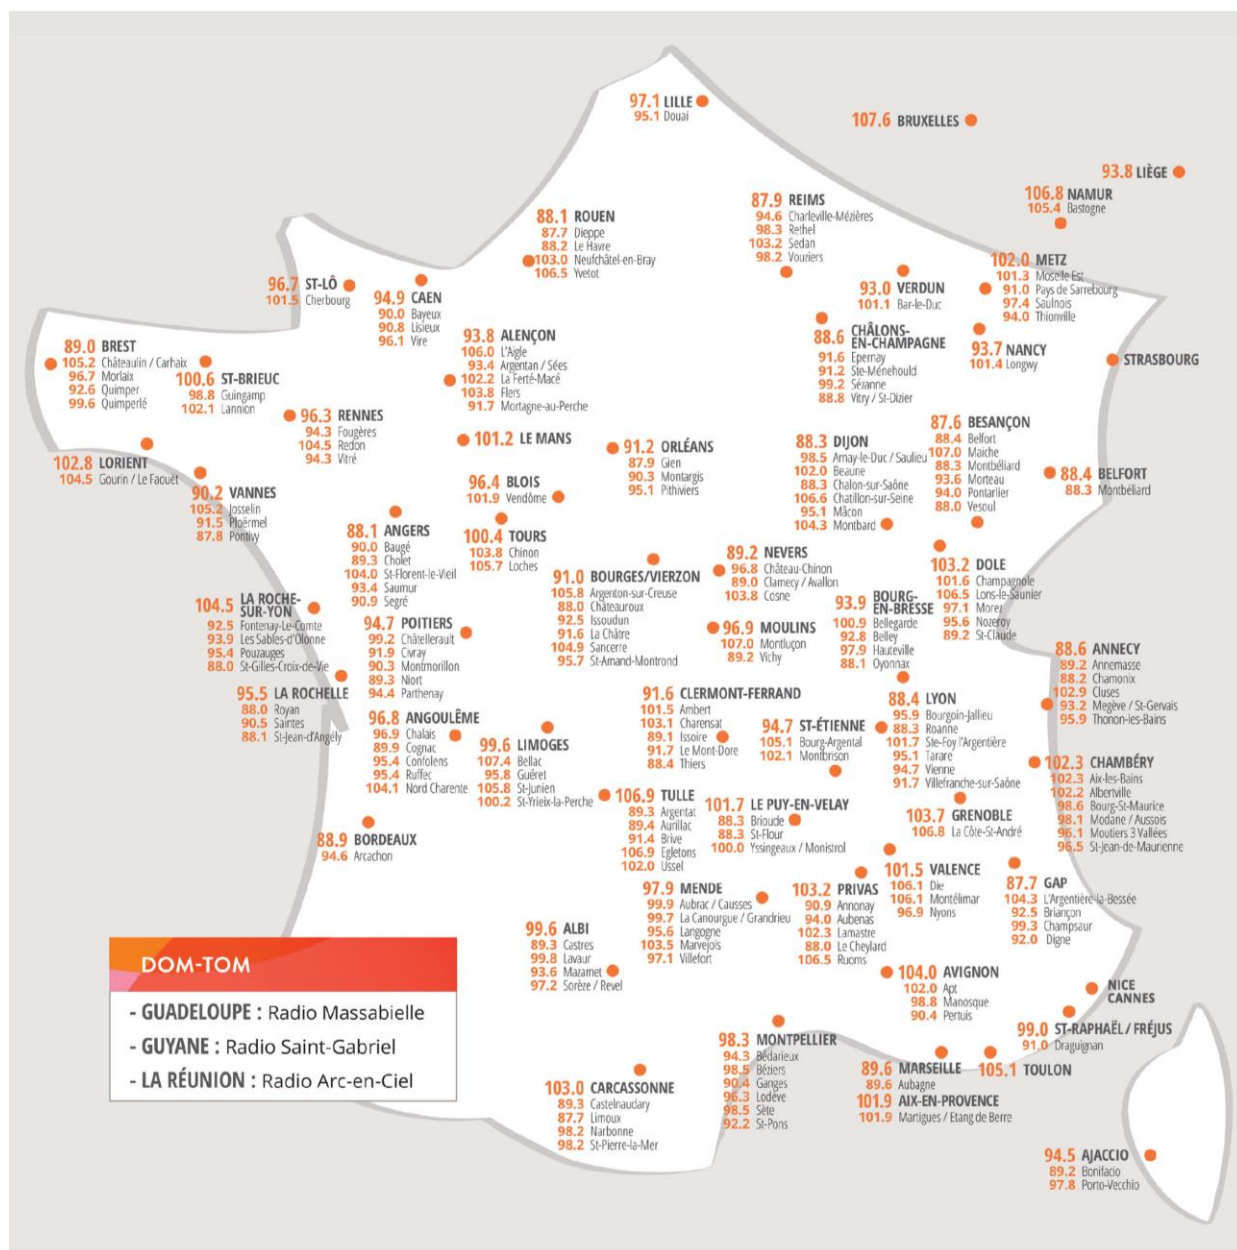 97.1 LILLE
95.1 Douai
107.6 BRUXELLES
93.8 LIÈGE
106.8 NAMUR
105.4 Bastogne
87.9 REIMS
94.6 Charleville-Mézières
98.3 Rethel
103.2 Sedan
98.2 Vouziers
88.1 ROUEN
87.7 Dieppe
88.2 Le Havre
103.0 Neufchâtel-en-Bray
106.5 Yvetot
102.0 METZ
101.3 Moselle Est
91.0 Pays de Sarrebourg
97.4 Saulnois
94.0 Thionville
96.7 ST-LÔ
101.5 Cherbourg
94.9 CAEN
90.0 Bayeux
90.8 Lisieux
96.1 Vire
93.0 VERDUN
101.1 Bar-le-Duc
93.8 ALENÇON
106.0 L'Aigle
93.4 Argentan / Sées
102.2 La Ferté-Macé
103.8 Flers
91.7 Mortagne-au-Perche
88.6 CHÂLONS-
EN-CHAMPAGNE
91.6 Epernay
91.2 Ste-Ménehould
99.2 Sézanne
88.8 Vitry / St-Dizier
93.7 NANCY
101.4 Longwy
STRASBOURG
89.0 BREST
105.2 Châteaulin / Carhaix
96.7 Morlaix
92.6 Quimper
99.6 Quimperlé
100.6 ST-BRIEUC
98.8 Guingamp
102.1 Lannion
96.3 RENNES
94.3 Fougères
104.5 Redon
94.3 Vitré
101.2 LE MANS
91.2 ORLÉANS
87.9 Gien
90.3 Montargis
95.1 Pithiviers
88.3 DIJON
98.5 Arnay-le-Duc / Saulieu
102.0 Beaune
88.3 Chalon-sur-Saône
106.6 Chatillon-sur-Seine
95.1 Mâcon
104.3 Montbard
87.6 BESANÇON
88.4 Belfort
107.0 Maiche
88.3 Montbéliard
93.6 Morteau
94.0 Pontarlier
88.0 Vesoul
88.4 BELFORT
88.3 Montbéliard
102.8 LORIENT
104.5 Gourin / Le Faouët
90.2 VANNES
105.2 Josselin
91.5 Ploërmel
87.8 Pontivy
96.4 BLOIS
101.9 Vendôme
88.1 ANGERS
90.0 Baugé
89.3 Cholet
104.0 St-Florent-le-Vieil
93.4 Saumur
90.9 Segré
100.4 TOURS
103.8 Chinon
105.7 Loches
91.0 BOURGES/VIERZON
105.8 Argenton-sur-Creuse
88.0 Châteauroux
92.5 Issoudun
91.6 La Châtre
104.9 Sancerre
95.7 St-Amand-Montrond
89.2 NEVERS
96.8 Château-Chinon
89.0 Clamecy / Avallon
103.8 Cosne
103.2 DOLE
101.6 Champagnole
106.5 Lons-le-Saunier
97.1 Morez
95.6 Nozeroy
89.2 St-Claude
93.9 BOURG-
EN-BRESSE
100.9 Bellegarde
92.8 Belley
97.9 Hauteville
88.1 Oyonnax
104.5 LA ROCHE-
SUR-YON
92.5 Fontenay-Le-Comte
93.9 Les Sables-d'Olonne
95.4 Pouzauges
88.0 St-Gilles-Croix-de-Vie
94.7 POITIERS
99.2 Châtellerault
91.9 Civray
90.3 Montmorillon
89.3 Niort
94.4 Parthenay
96.9 MOULINS
107.0 Montluçon
89.2 Vichy
88.6 ANNECY
89.2 Annemasse
88.2 Chamonix
102.9 Cluses
93.2 Megève / St-Gervais
95.9 Thonon-les-Bains
95.5 LA ROCHELLE
88.0 Royan
90.5 Saintes
88.1 St-Jean-d'Angély
96.8 ANGOULÊME
96.9 Chalais
89.9 Cognac
95.4 Confolens
95.4 Ruffec
104.1 Nord Charente
99.6 LIMOGES
107.4 Bellac
95.8 Guéret
105.8 St-Junien
100.2 St-Yrieix-la-Perche
91.6 CLERMONT-FERRAND
101.5 Ambert
103.1 Charensat
89.1 Issoire
91.7 Le Mont-Dore
88.4 Thiers
94.7 ST-ÉTIENNE
105.1 Bourg-Argental
102.1 Montbrison
88.4 LYON
95.9 Bourgoin-Jallieu
88.3 Roanne
101.7 Ste-Foy l'Argentière
95.1 Tarare
94.7 Vienne
91.7 Villefranche-sur-Saône
102.3 CHAMBÉRY
102.3 Aix-les-Bains
102.2 Albertville
98.6 Bourg-St-Maurice
98.1 Modane / Aussois
96.1 Moutiers 3 Vallées
96.5 St-Jean-de-Maurienne
88.9 BORDEAUX
94.6 Arcachon
106.9 TULLE
89.3 Argentat
89.4 Aurillac
91.4 Brive
106.9 Egletons
102.0 Ussel
101.7 LE PUY-EN-VELAY
88.3 Brioude
88.3 St-Flour
100.0 Yssingeaux / Monistrol
103.7 GRENOBLE
106.8 La Côte-St-André
97.9 MENDE
99.9 Aubrac / Causses
99.7 La Canourgue / Grandrieu
95.6 Langogne
103.5 Marvejols
97.1 Villefort
103.2 PRIVAS
90.9 Annonay
94.0 Aubenas
102.3 Lamastre
88.0 Le Cheylard
106.5 Ruoms
101.5 VALENCE
106.1 Die
106.1 Montélimar
96.9 Nyons
87.7 GAP
104.3 L'Argentière-la-Bessée
92.5 Briançon
99.3 Champsaur
92.0 Digne
99.6 ALBI
89.3 Castres
99.8 Lavaur
93.6 Mazamet
97.2 Sorèze / Revel
104.0 AVIGNON
102.0 Apt
98.8 Manosque
90.4 Pertuis
NICE
CANNES
99.0 ST-RAPHAËL / FRÉJUS
91.0 Draguignan
DOM-TOM
- GUADELOUPE : Radio Massabielle
- GUYANE : Radio Saint-Gabriel
- LA RÉUNION : Radio Arc-en-Ciel
98.3 MONTPELLIER
94.3 Bédarieux
98.5 Béziers
90.4 Ganges
96.3 Lodève
98.5 Sète
92.2 St-Pons
89.6 MARSEILLE
89.6 Aubagne
101.9 AIX-EN-PROVENCE
101.9 Martigues / Etang de Berre
105.1 TOULON
103.0 CARCASSONNE
89.3 Castelnaudary
87.7 Limoux
98.2 Narbonne
98.2 St-Pierre-la-Mer
94.5 AJACCIO
89.2 Bonifacio
97.8 Porto-Vecchio